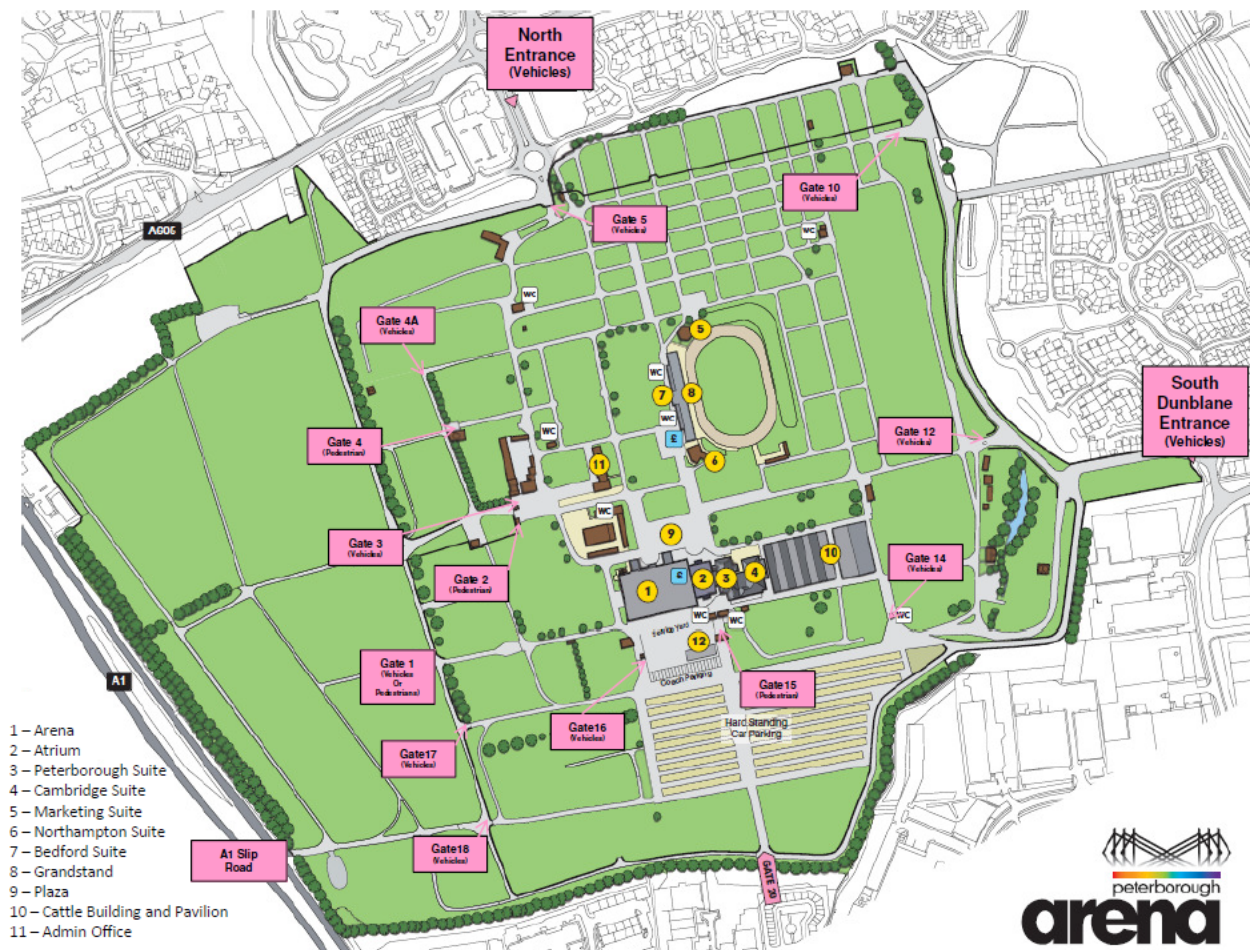 North
Entrance
(Vehicles)
Gate 10
(Vehicles)
Gate 5
(Vehicles)
A605
WC
WC
Gate 4A
(Vehicles)
5
WC
7
8
South
Dunblane
Entrance
(Vehicles)
Gate 4
(Pedestrian)
WC
WC
£
Gate 12
(Vehicles)
11
6
WC
Gate 3
(Vehicles)
9
10
Gate 2
(Pedestrian)
£
1
2
3
4
Gate 14
(Vehicles)
WC
WC
WC
Service Yard
12
Gate 1
(Vehicles
Or
Pedestrians)
A1
Coach Parking
Gate15
(Pedestrian)
Gate16
(Vehicles)
Hard Standing
Car Parking
Gate17
(Vehicles)
1 – Arena
2 – Atrium
3 – Peterborough Suite
4 – Cambridge Suite
5 – Marketing Suite
6 – Northampton Suite
7 – Bedford Suite
8 – Grandstand
9 – Plaza
10 – Cattle Building and Pavilion
11 – Admin Office
A1 Slip
Road
Gate18
(Vehicles)
GATE 20
peterborough
arena